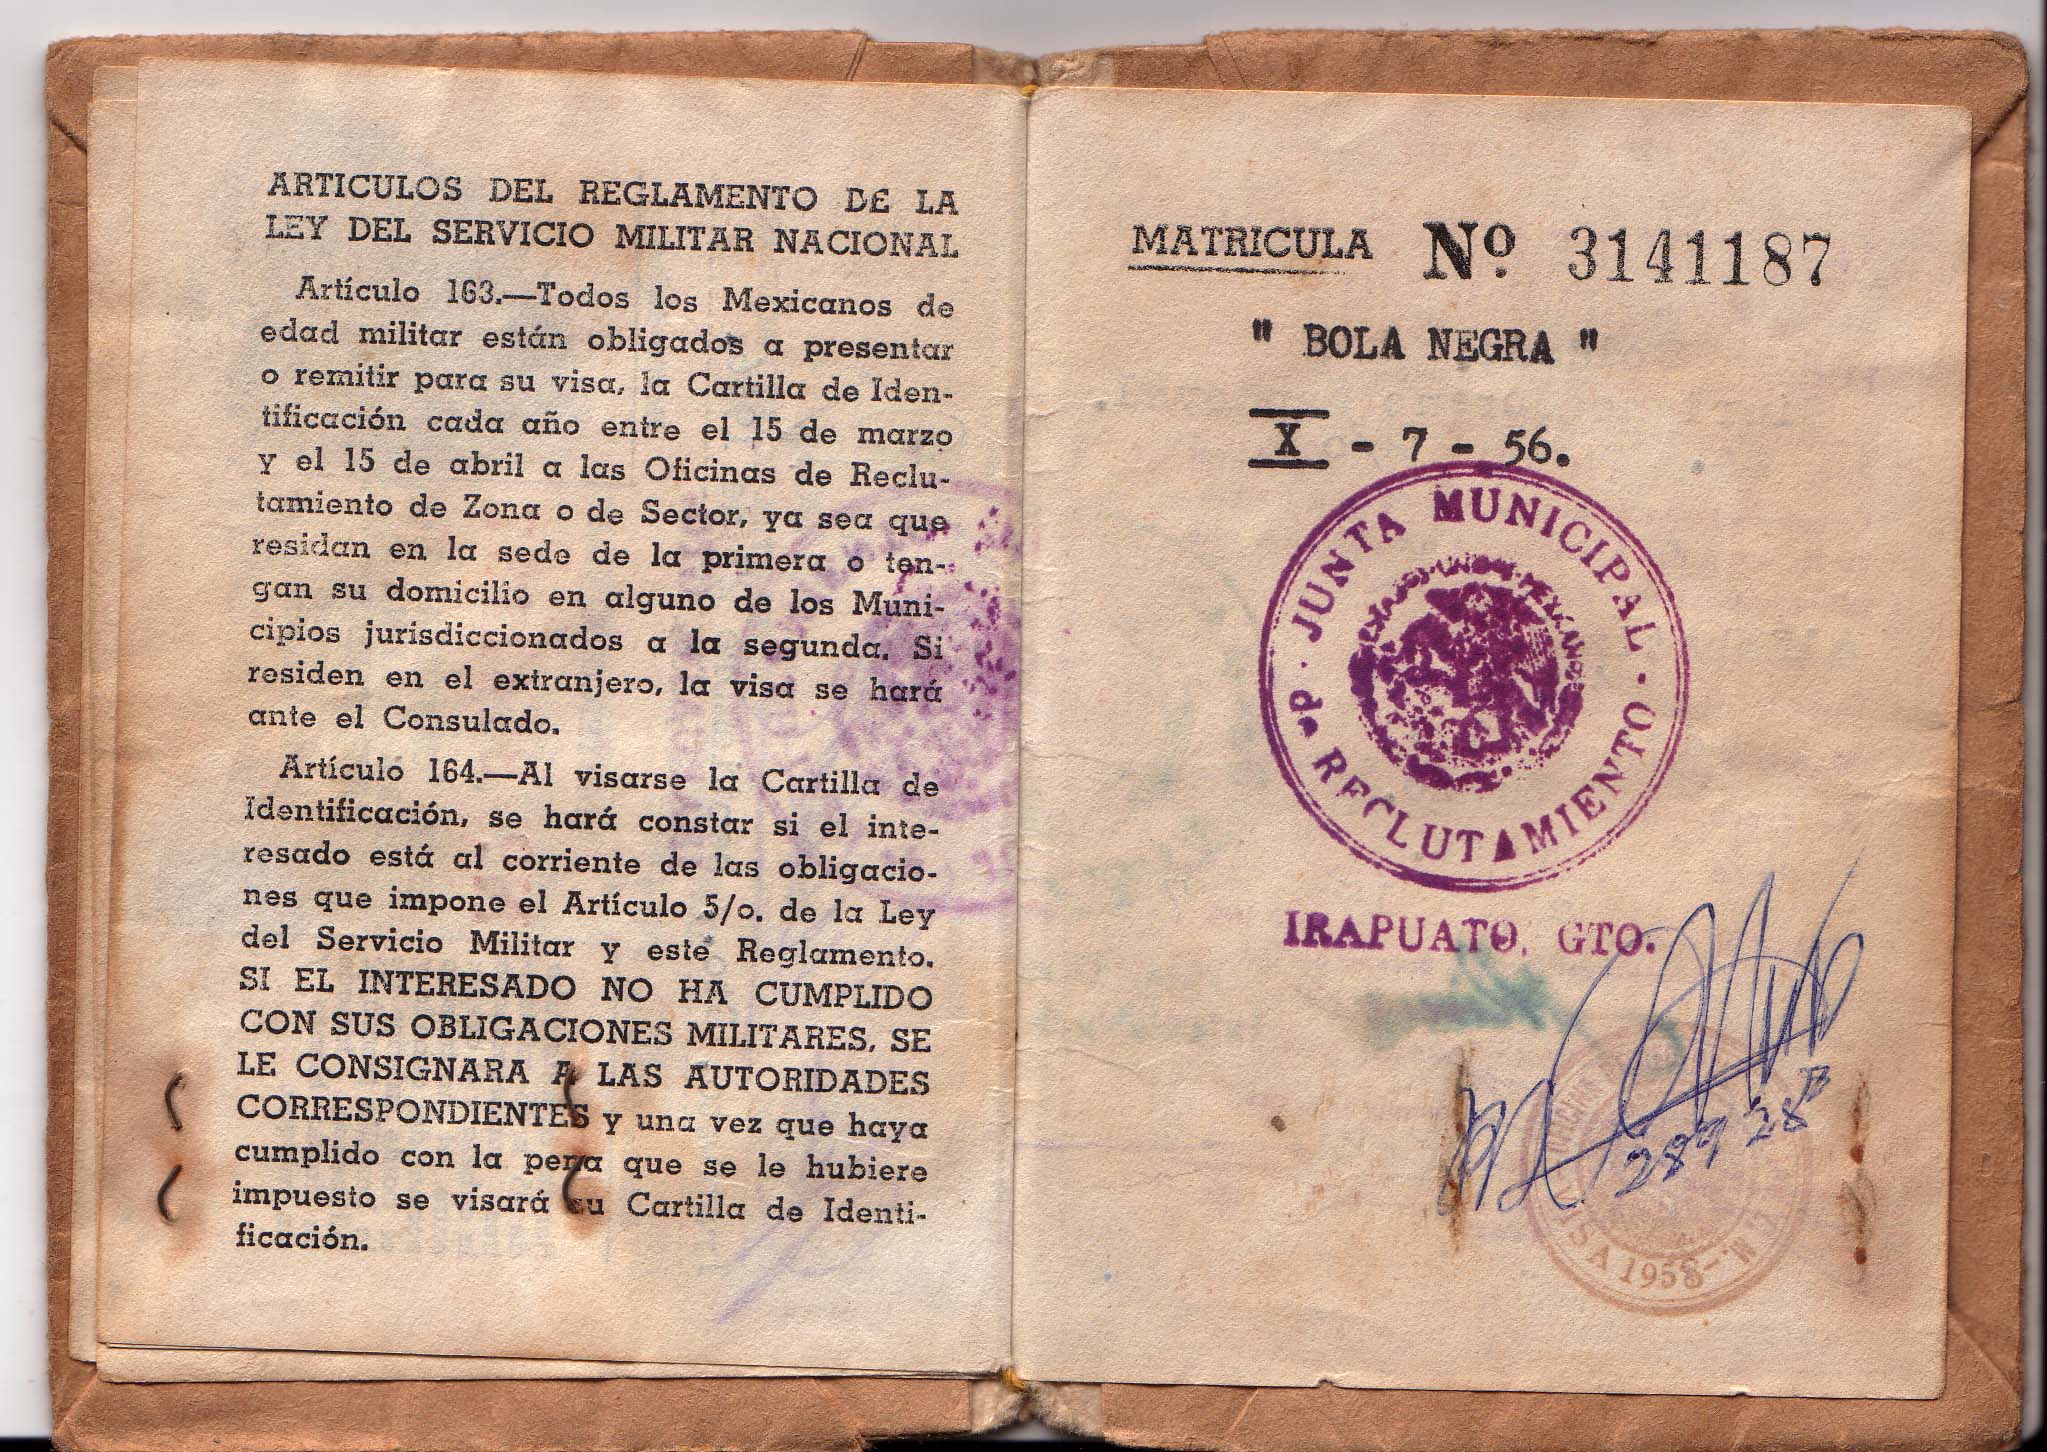 ARTICULOS DEL REGLAMENTO DE LA
LEY DEL SERVICIO MILITAR NACIONAL
Artículo 163.—Todos los Mexicanos de
edad militar están obligados a presentar
o remitir para su visa, la Cartilla de Iden-
tificación cada año entre el 15 de marzo
y el 15 de abril a las Oficinas de Reclu-
tamiento de Zona o de Sector, ya sea que
residan en la sede de la primera o ten-
gan su domicilio en alguno de los Muni-
cipios jurisdiccionados a la segunda. Si
residen en el extranjero, la visa se hará
ante el Consulado.
Artículo 164.—Al visarse la Cartilla de
Identificación, se hará constar si el inte-
resado está al corriente de las obligacio-
nes que impone el Artículo 5/o. de la Ley
del Servicio Militar y este Reglamento.
SI EL INTERESADO NO HA CUMPLIDO
CON SUS OBLIGACIONES MILITARES, SE
LE CONSIGNARA A LAS AUTORIDADES
CORRESPONDIENTES y una vez que haya
cumplido con la pena que se le hubiere
impuesto se visará su Cartilla de Identi-
ficación.
MATRICULA Nº 3141187
" BOLA NEGRA "
X - 7 - 56.
JUNTA MUNICIPAL
ESTADOS UNIDOS MEXICANOS
de RECLUTAMIENTO
IRAPUATO, GTO.
VISA 1958